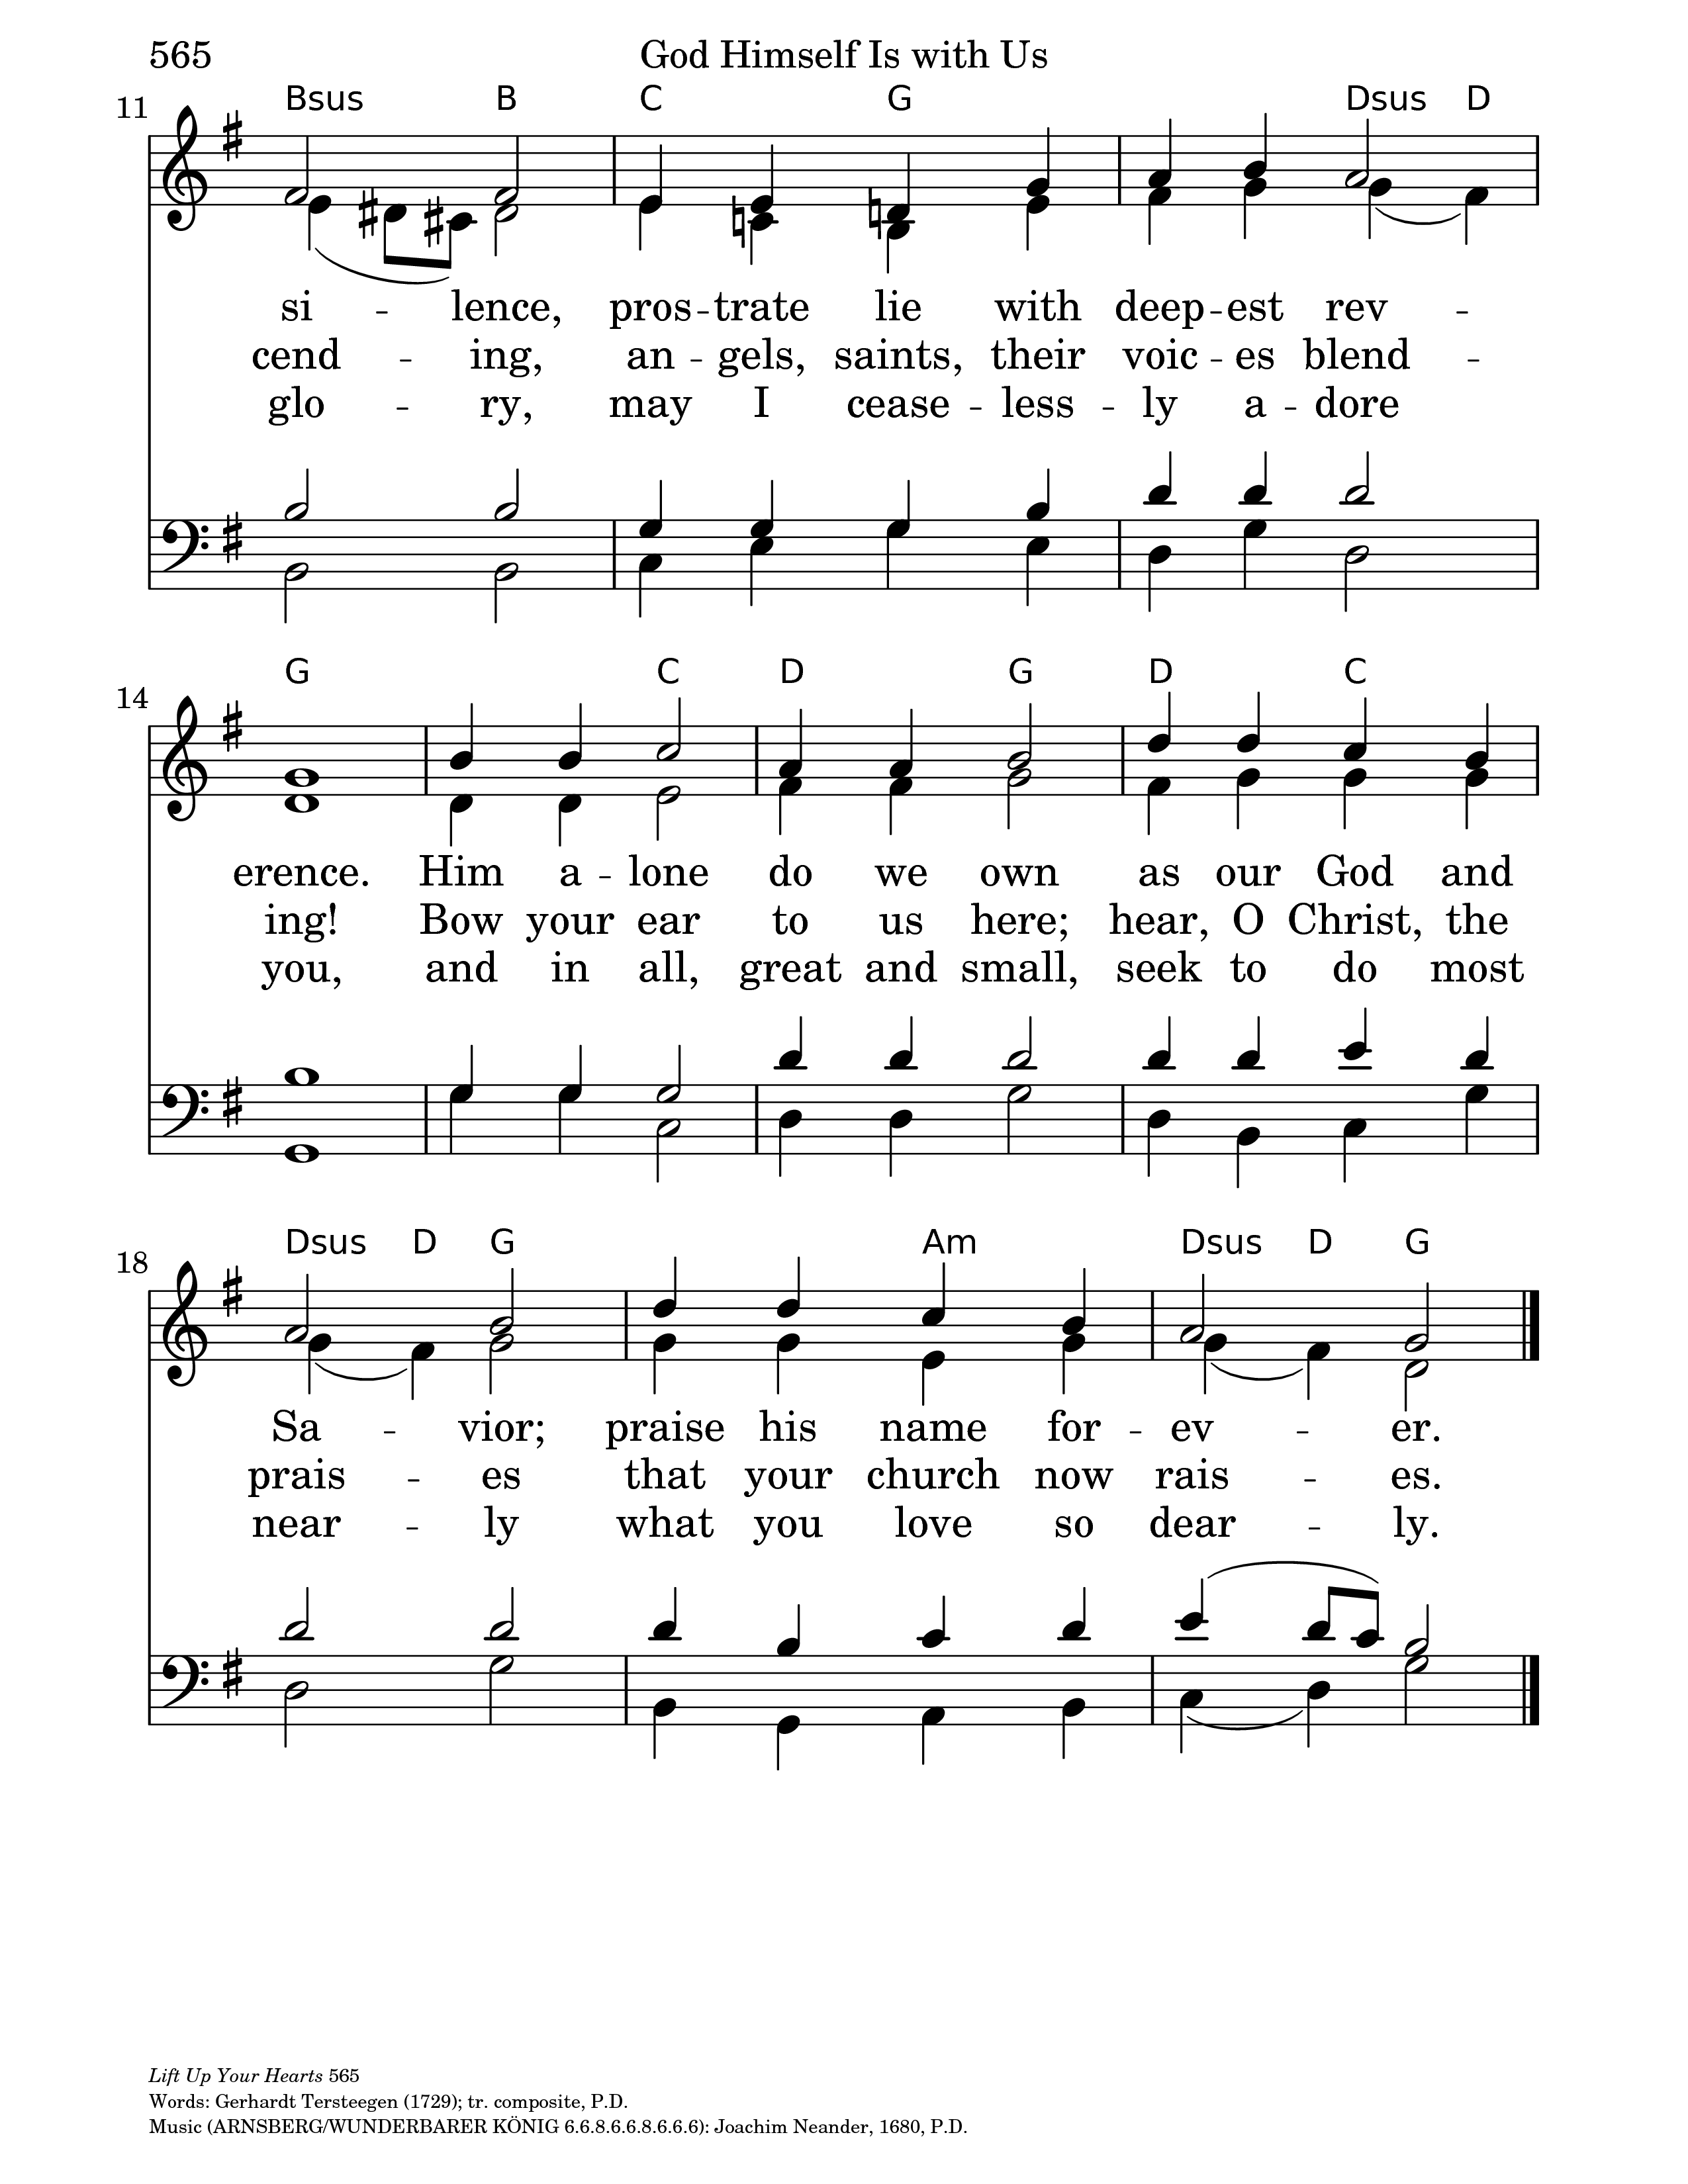 565 God Himself Is with Us
Bsus B C G Dsus D
11
si -- lence, pros -- trate lie with deep -- est rev --
cend -- ing, an -- gels, saints, their voic -- es blend --
glo -- ry, may I cease -- less -- ly a -- dore
G C D G D C
14
erence. Him a -- lone do we own as our God and
ing! Bow your ear to us here; hear, O Christ, the
you, and in all, great and small, seek to do most
Dsus D G Am Dsus D G
18
Sa -- vior; praise his name for -- ev -- er.
prais -- es that your church now rais -- es.
near -- ly what you love so dear -- ly.
Lift Up Your Hearts 565
Words: Gerhardt Tersteegen (1729); tr. composite, P.D.
Music (ARNSBERG/WUNDERBARER KÖNIG 6.6.8.6.6.8.6.6.6): Joachim Neander, 1680, P.D.